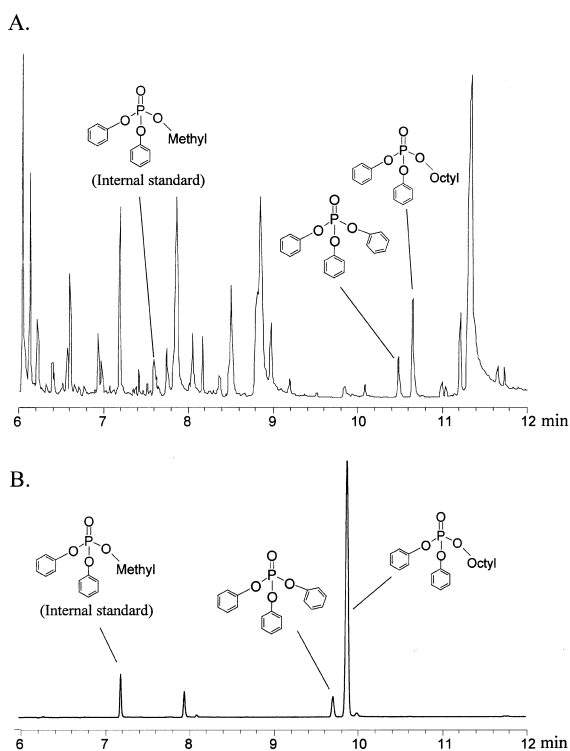 A.
O
P
O
O
O
Methyl
(Internal standard)
O
P
O
O
O
Octyl
O
P
O
O
O
6 7 8 9 10 11 12 min
B.
O
P
O
O
O
Methyl
(Internal standard)
O
P
O
O
O
O
P
O
O
O
Octyl
6 7 8 9 10 11 12 min